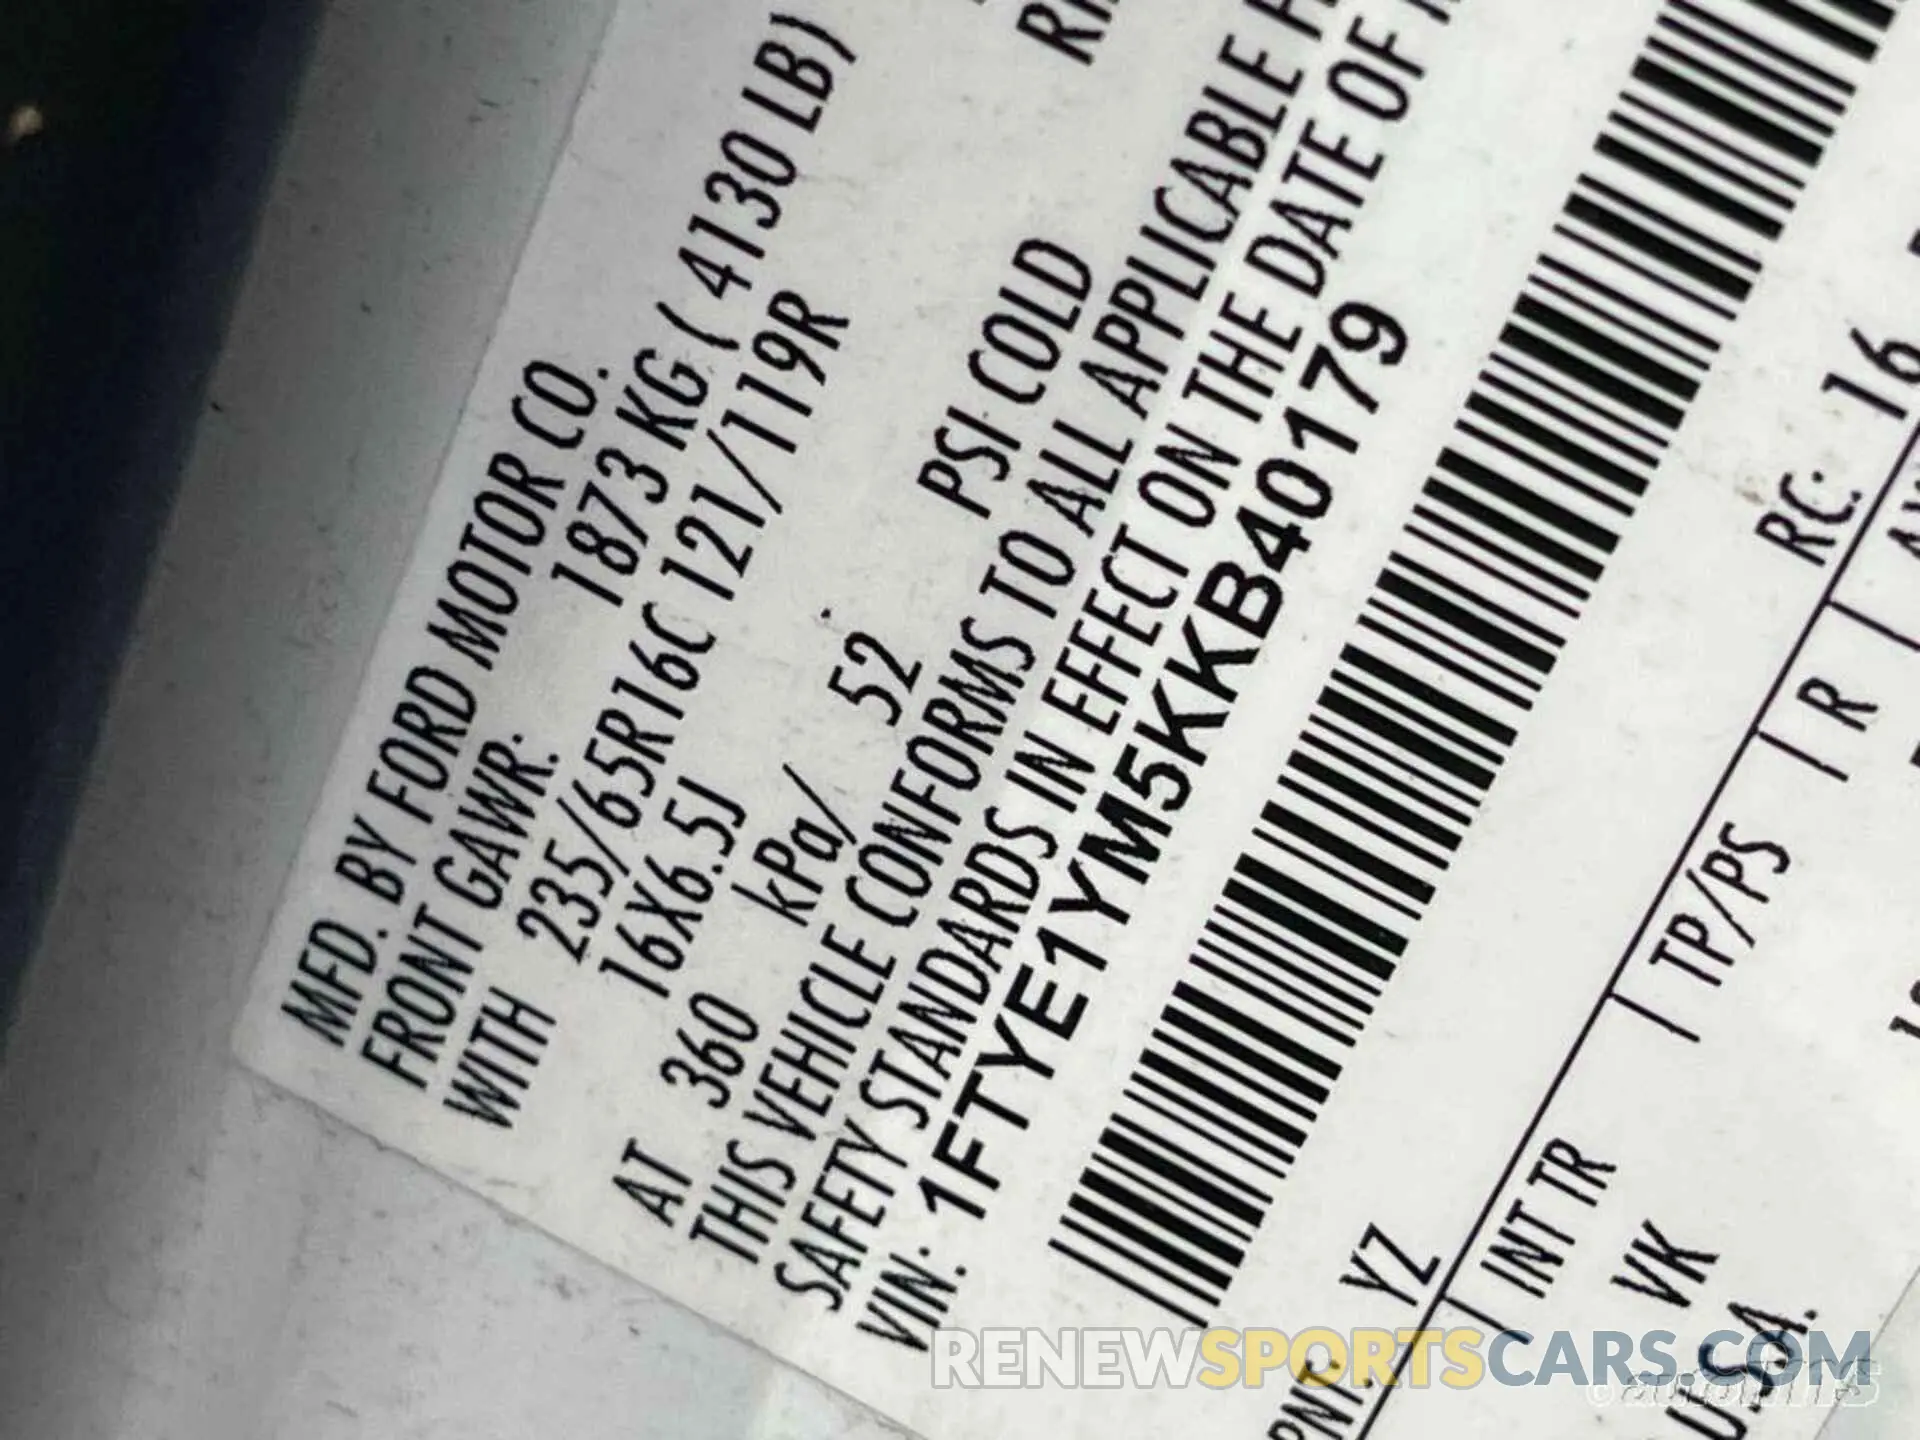 MFD. BY FORD MOTOR CO.
FRONT GAWR: 1873 KG ( 4130 LB)
WITH 235/65R16C 121/119R
16X6.5J
AT 360 kPa/ 52 PSI COLD
THIS VEHICLE CONFORMS TO ALL APPLICABLE
SAFETY STANDARDS IN EFFECT ON THE DATE OF
VIN: 1FTYE1YM5KKB40179
RC: 16
PNT. YZ
INT TR TP/PS R
VK
U.S.A.
RENEWSPORTSCARS.COM